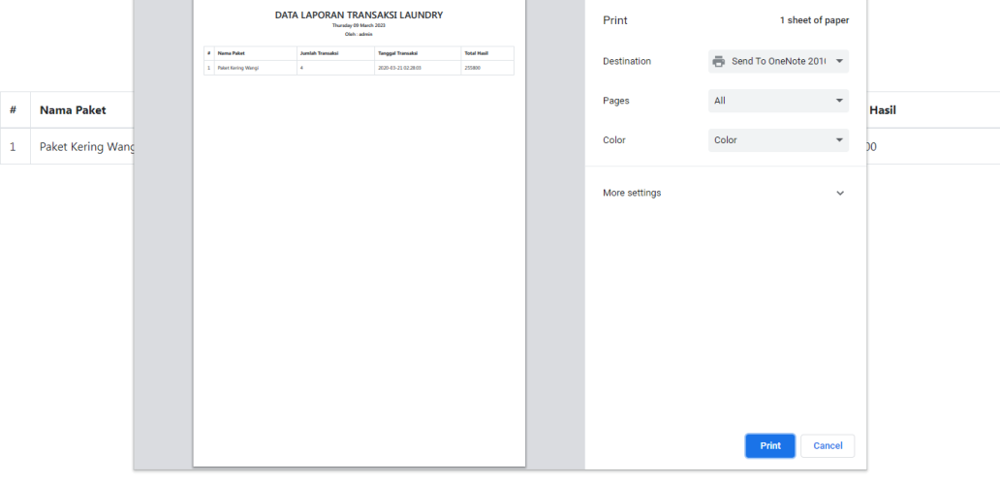 DATA LAPORAN TRANSAKSI LAUNDRY
Thursday 09 March 2023
Oleh : admin
# Nama Paket Jumlah Transaksi Tanggal Transaksi Total Hasil
1 Paket Kering Wangi 4 2020-03-21 02:28:03 255800
Print 1 sheet of paper
Destination Send To OneNote 201
Pages All
Color Color
More settings
Print Cancel
# Nama Paket Hasil
1 Paket Kering Wang 00